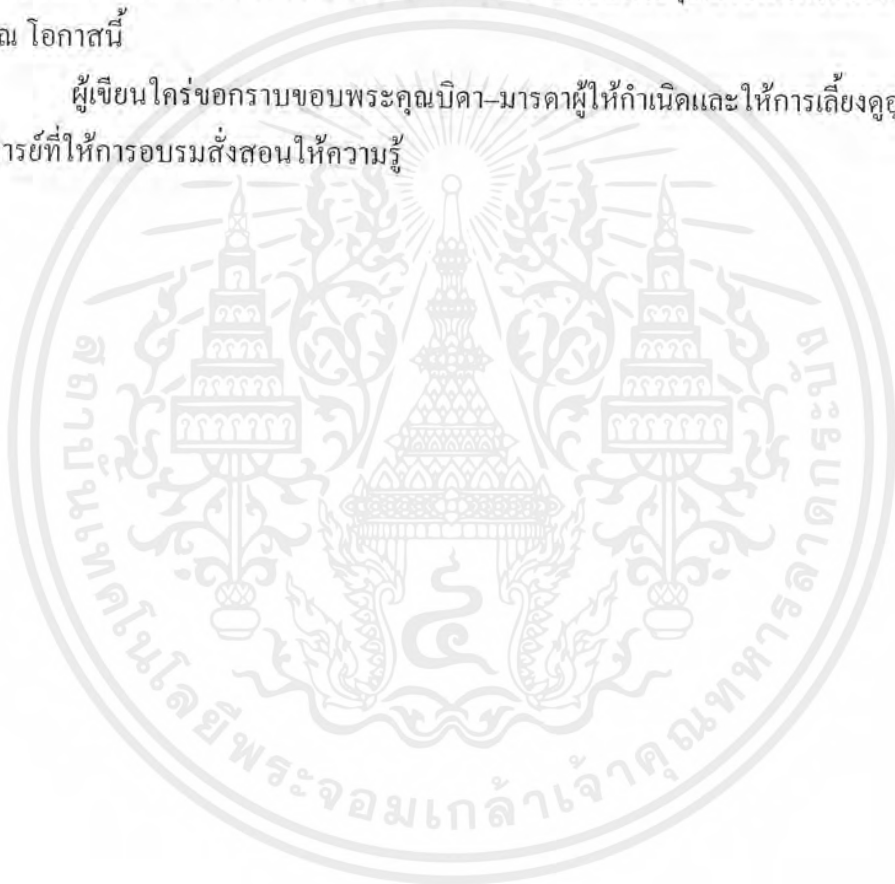 ณ โอกาสนี้
ผู้เขียนใคร่ขอกราบขอบพระคุณบิดา–มารดาผู้ให้กำเนิดและให้การเลี้ยงดู
ารย์ที่ให้การอบรมสั่งสอนให้ความรู้
สถาบันเทคโนโลยีพระจอมเกล้าเจ้าคุณทหารลาดกระบัง